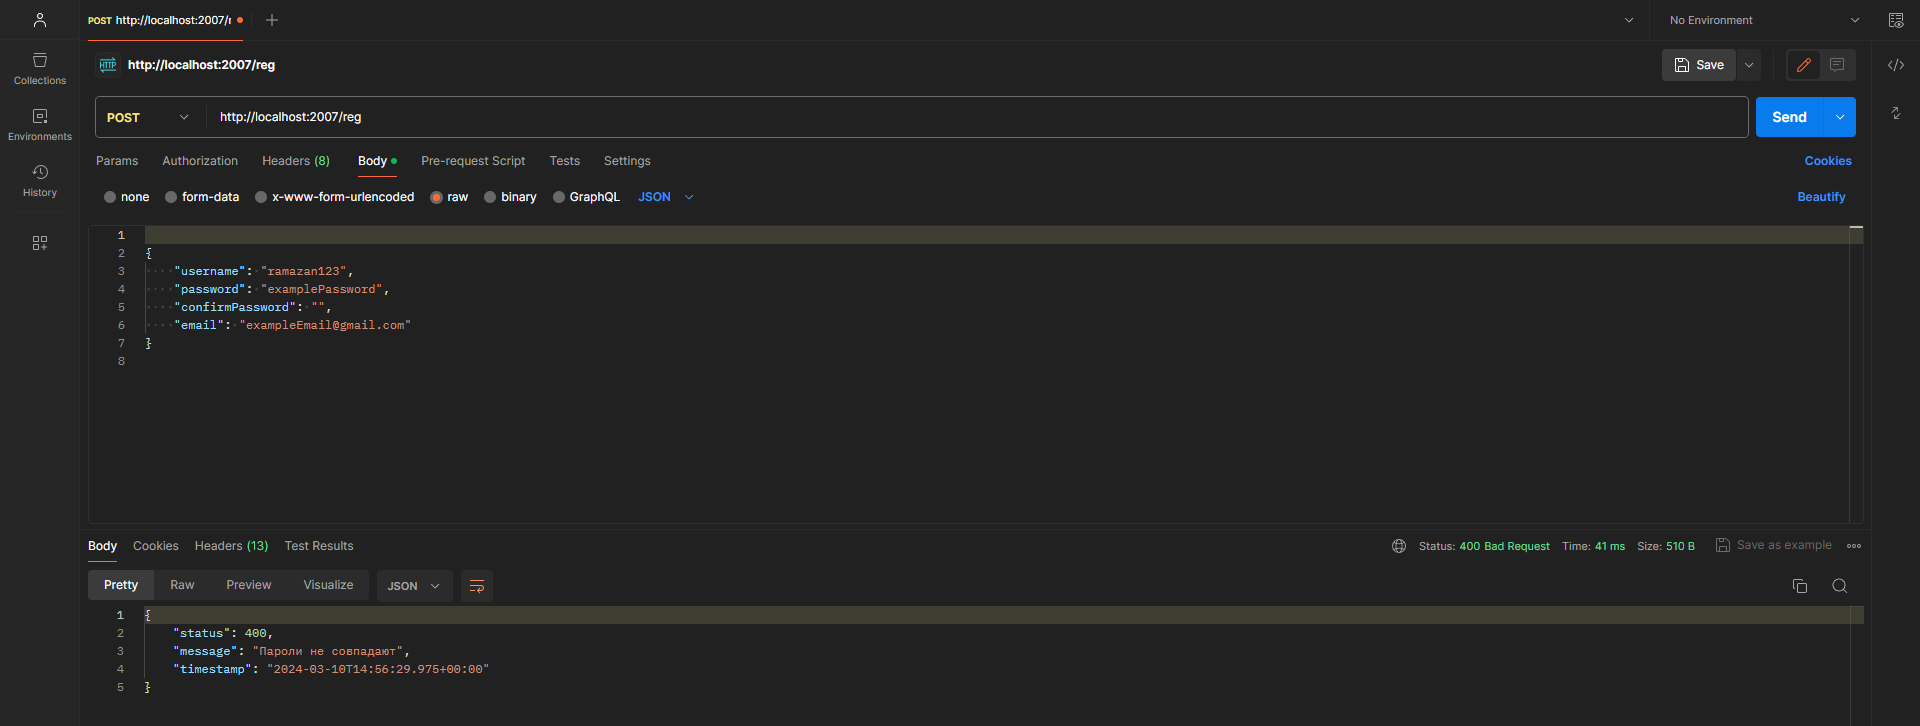 POST http://localhost:2007/r
No Environment
Collections
Environments
History
HTTP http://localhost:2007/reg
Save
POST http://localhost:2007/reg
Send
Params Authorization Headers (8) Body Pre-request Script Tests Settings Cookies
none form-data x-www-form-urlencoded raw binary GraphQL JSON Beautify
1
2 {
3 "username": "ramazan123",
4 "password": "examplePassword",
5 "confirmPassword": "",
6 "email": "exampleEmail@gmail.com"
7 }
8
Body Cookies Headers (13) Test Results Status: 400 Bad Request Time: 41 ms Size: 510 B Save as example
Pretty Raw Preview Visualize JSON
1 {
2 "status": 400,
3 "message": "Пароли не совпадают",
4 "timestamp": "2024-03-10T14:56:29.975+00:00"
5 }